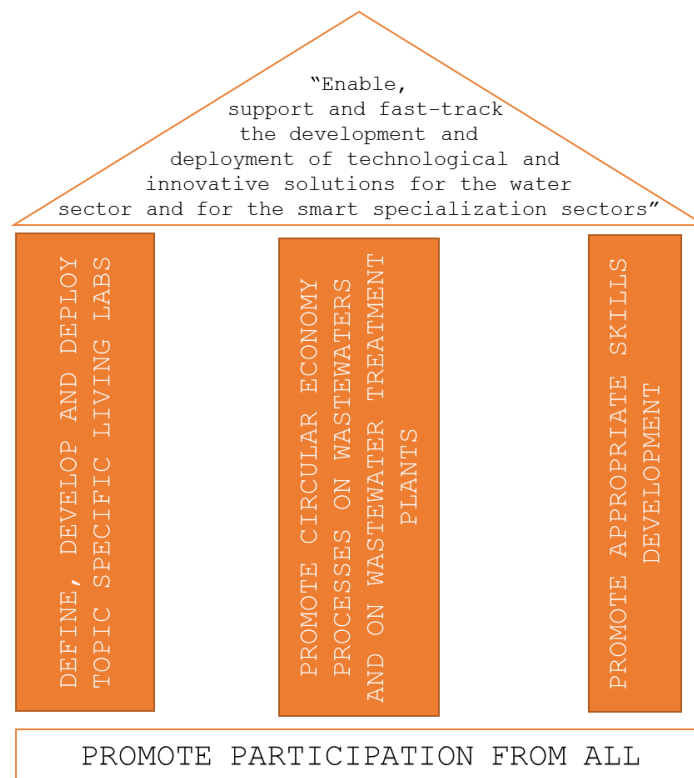 “Enable,
support and fast-track
the development and
deployment of technological and
innovative solutions for the water
sector and for the smart specialization sectors”
DEFINE, DEVELOP AND DEPLOY
TOPIC SPECIFIC LIVING LABS
PROMOTE CIRCULAR ECONOMY
PROCESSES ON WASTEWATERS
AND ON WASTEWATER TREATMENT
PLANTS
PROMOTE APPROPRIATE SKILLS
DEVELOPMENT
PROMOTE PARTICIPATION FROM ALL